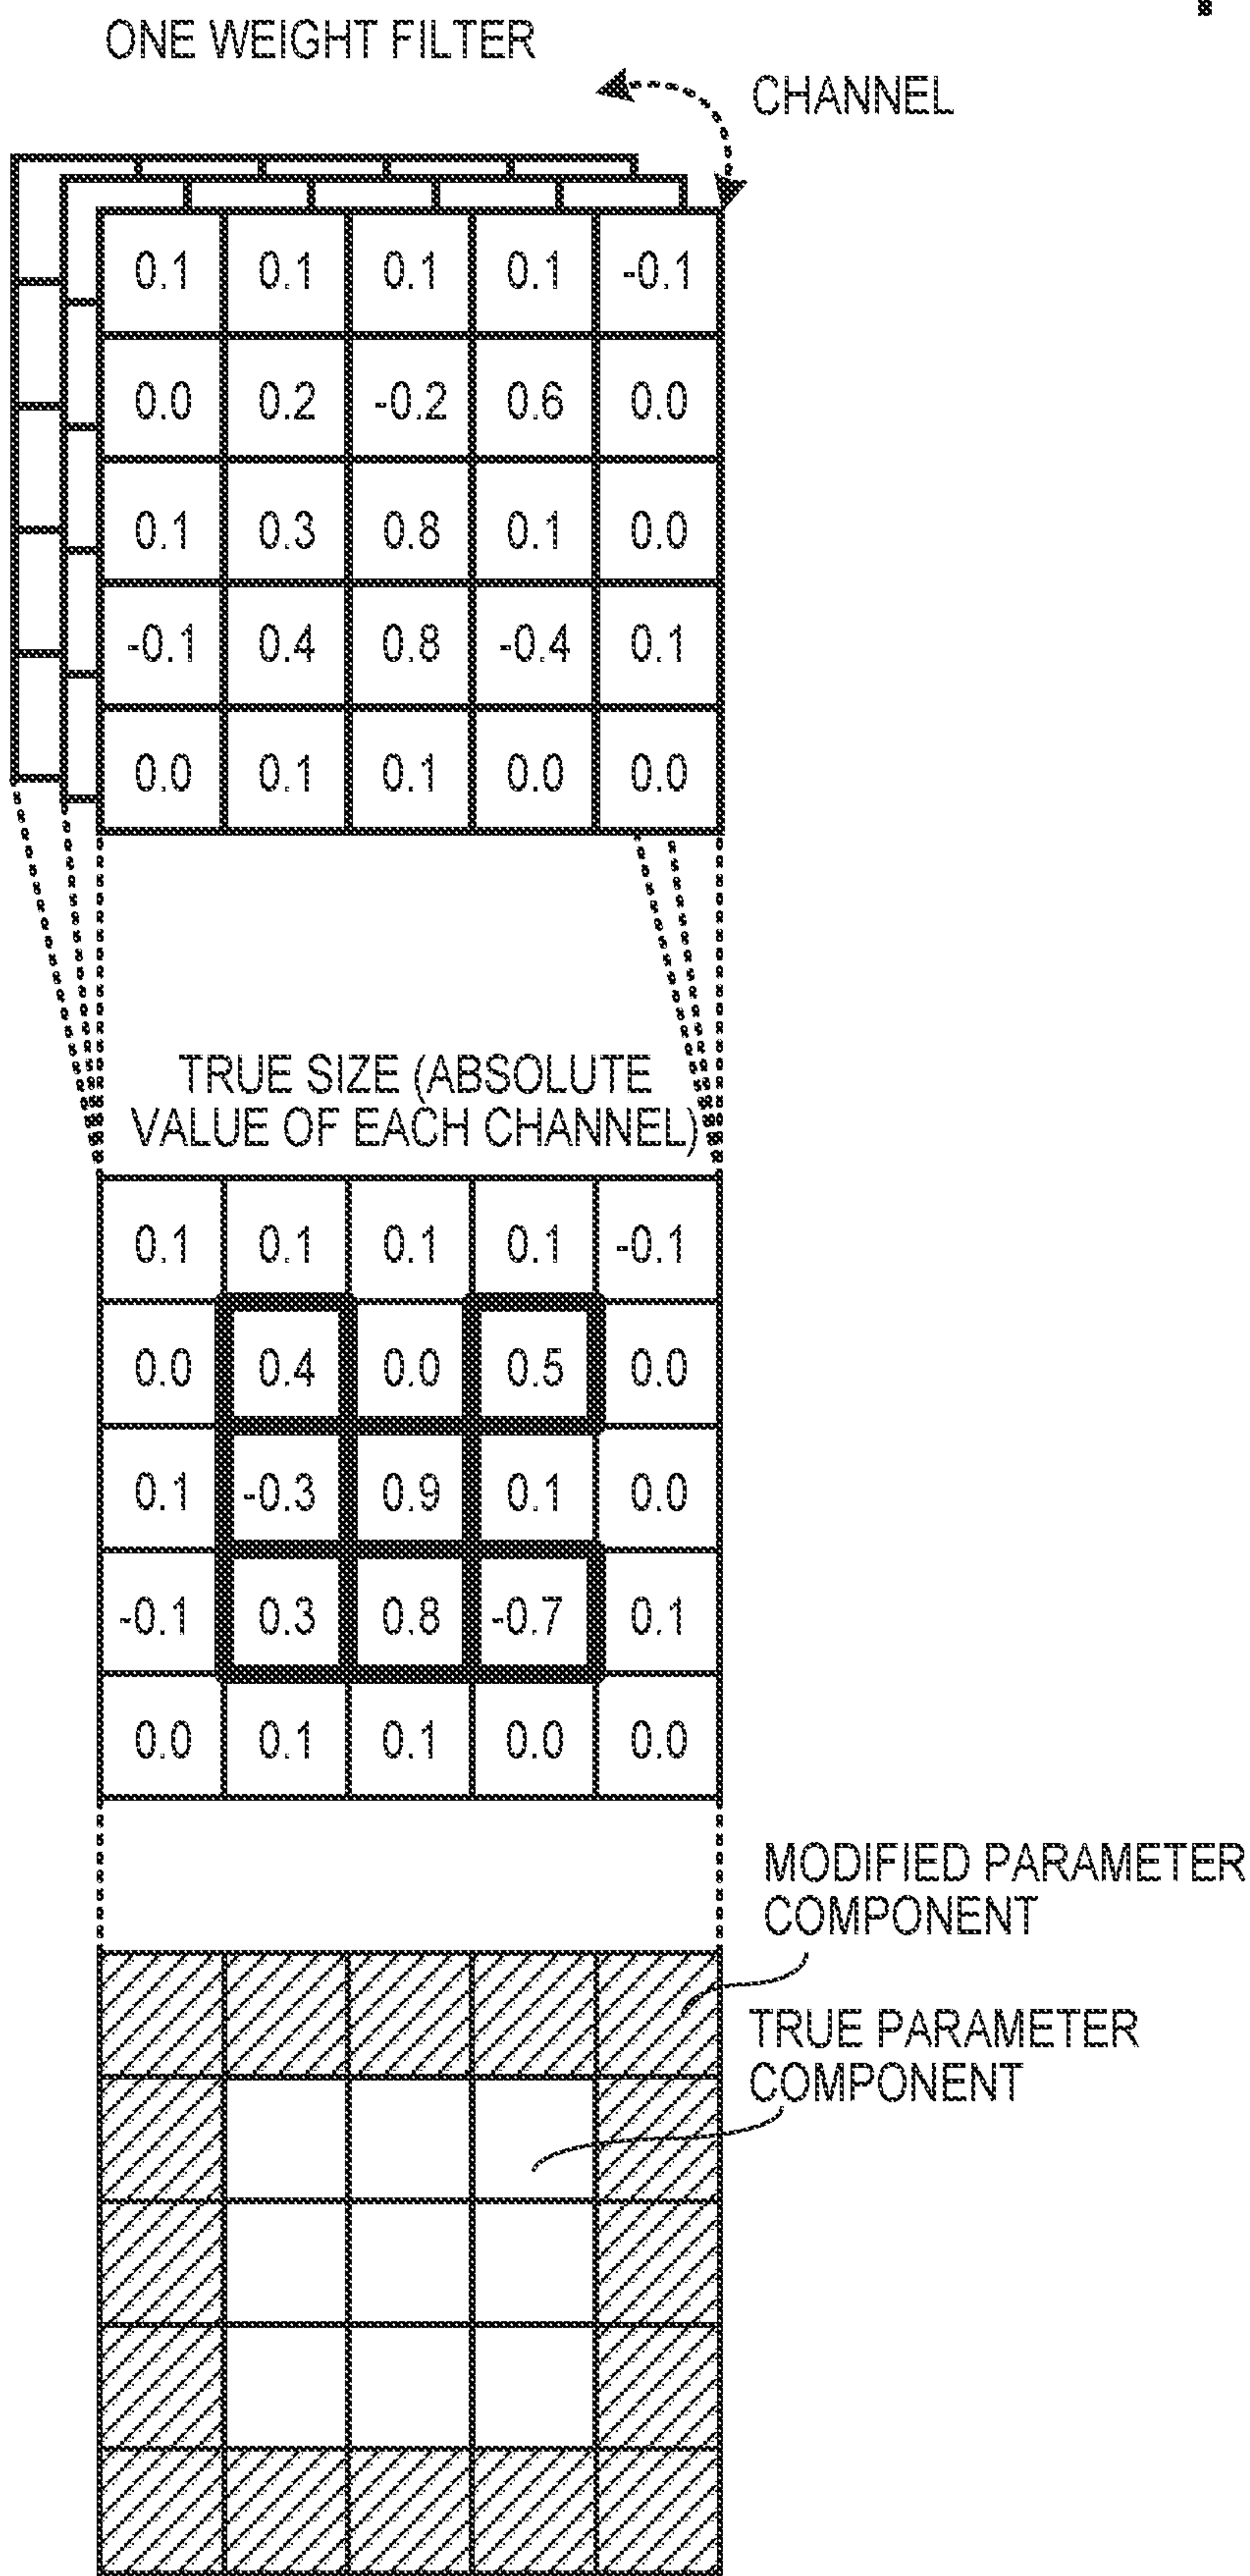 ONE WEIGHT FILTER
CHANNEL
0.1 0.1 0.1 0.1 -0.1
0.0 0.2 -0.2 0.6 0.0
0.1 0.3 0.8 0.1 0.0
-0.1 0.4 0.8 -0.4 0.1
0.0 0.1 0.1 0.0 0.0
TRUE SIZE (ABSOLUTE
VALUE OF EACH CHANNEL)
0.1 0.1 0.1 0.1 -0.1
0.0 0.4 0.0 0.5 0.0
0.1 -0.3 0.9 0.1 0.0
-0.1 0.3 0.8 -0.7 0.1
0.0 0.1 0.1 0.0 0.0
MODIFIED PARAMETER
COMPONENT
TRUE PARAMETER
COMPONENT